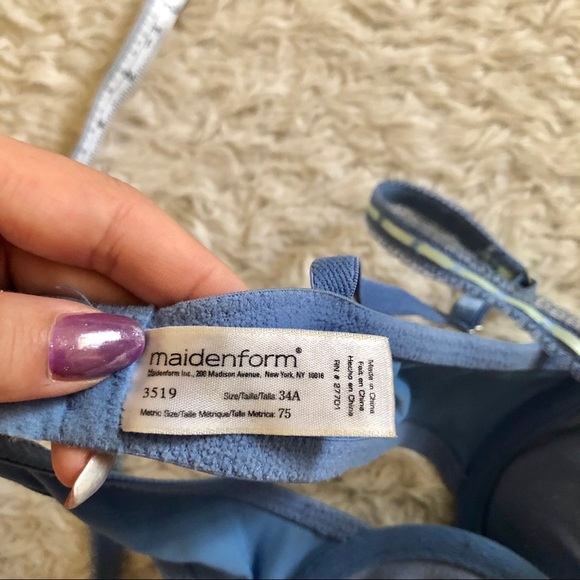 maidenform®
Maidenform Inc., 200 Madison Avenue, New York, NY 10016
3519 Size/Taille/Talla: 34A
Metric Size/Taille Métrique/Talla Metrica: 75
Made in China
Fait en Chine
Hecho en China
RN # 27701